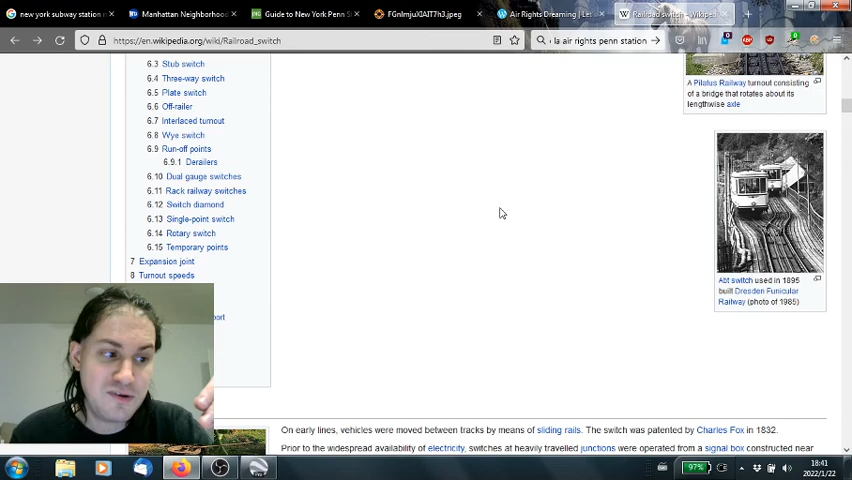 new york subway station
Manhattan Neighborhood
Guide to New York Penn S
FGnImjuXIAIT7h3.jpeg
Air Rights Dreaming | Let
Railroad switch - Wikiped
https://en.wikipedia.org/wiki/Railroad_switch
la air rights penn station
6.3 Stub switch
6.4 Three-way switch
6.5 Plate switch
6.6 Off-railer
6.7 Interlaced turnout
6.8 Wye switch
6.9 Run-off points
6.9.1 Derailers
6.10 Dual gauge switches
6.11 Rack railway switches
6.12 Switch diamond
6.13 Single-point switch
6.14 Rotary switch
6.15 Temporary points
7 Expansion joint
8 Turnout speeds
port
A Pilatus Railway turnout consisting
of a bridge that rotates about its
lengthwise axle
Abt switch used in 1895
built Dresden Funicular
Railway (photo of 1985)
On early lines, vehicles were moved between tracks by means of sliding rails. The switch was patented by Charles Fox in 1832.
Prior to the widespread availability of electricity, switches at heavily travelled junctions were operated from a signal box constructed near
97%
18:41
2022/1/22